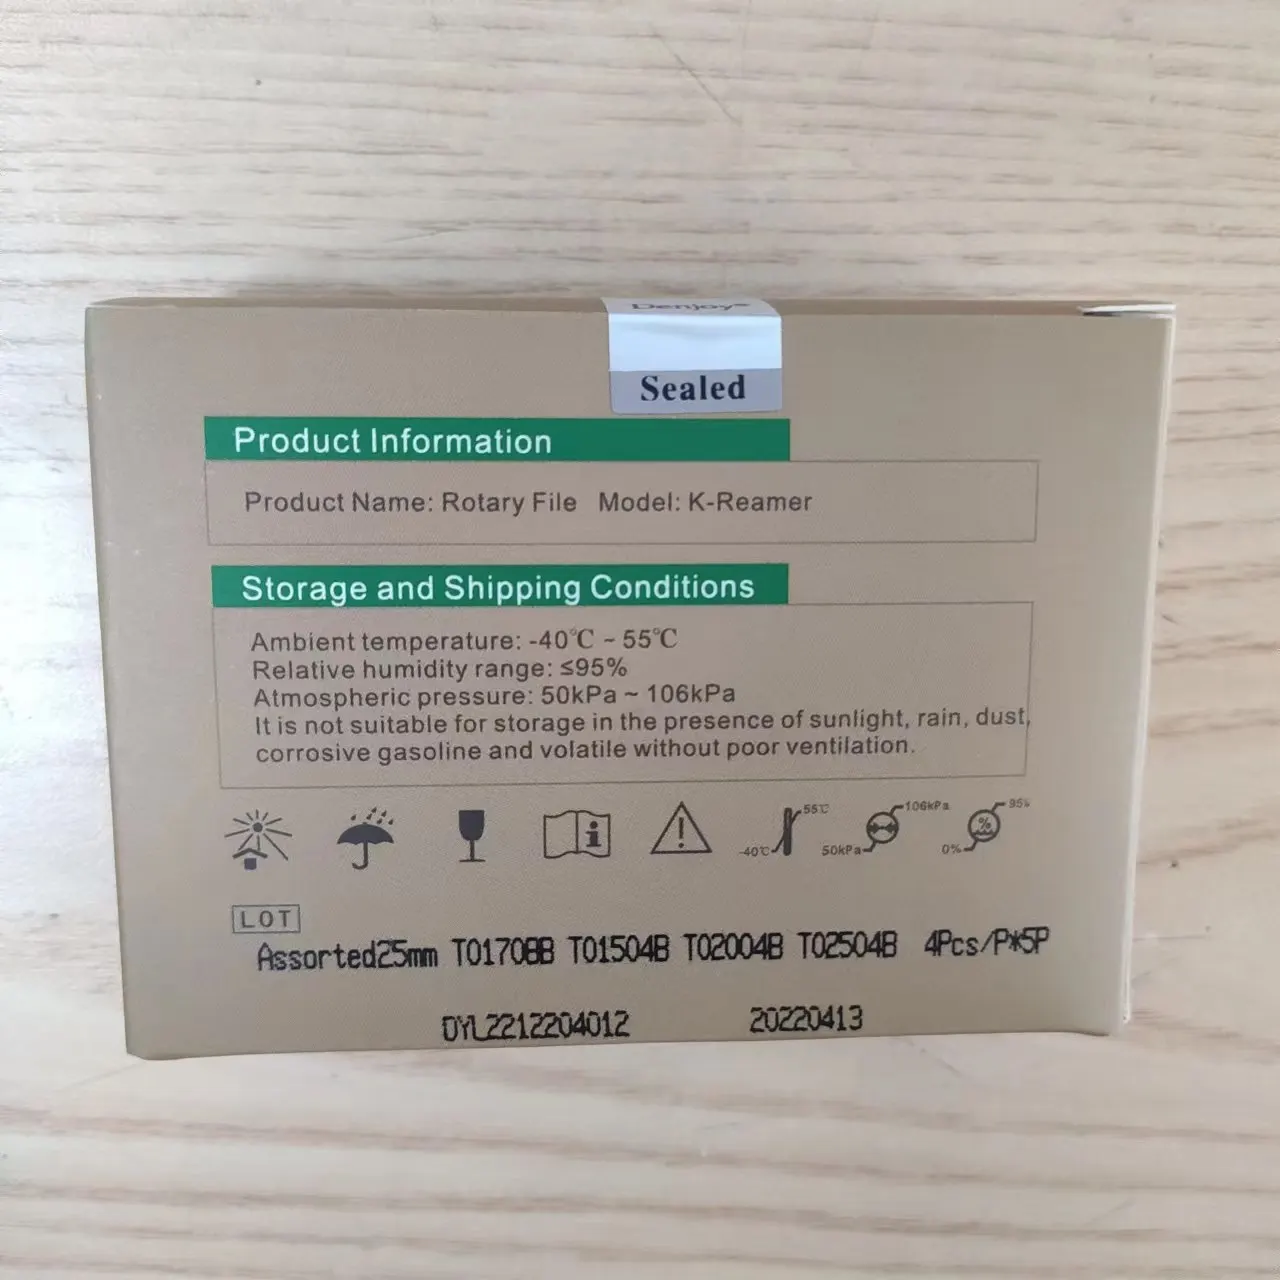 Denjoy®
Sealed
Product Information
Product Name: Rotary File Model: K-Reamer
Storage and Shipping Conditions
Ambient temperature: -40℃ ~ 55℃
Relative humidity range: ≤95%
Atmospheric pressure: 50kPa ~ 106kPa
It is not suitable for storage in the presence of sunlight, rain, dust,
corrosive gasoline and volatile without poor ventilation.
55℃
-40℃
106kPa
50kPa
95%
%
0%
LOT
Assorted25mm T01708B T01504B T02004B T02504B 4Pcs/P*5P
DYL2212204012 20220413